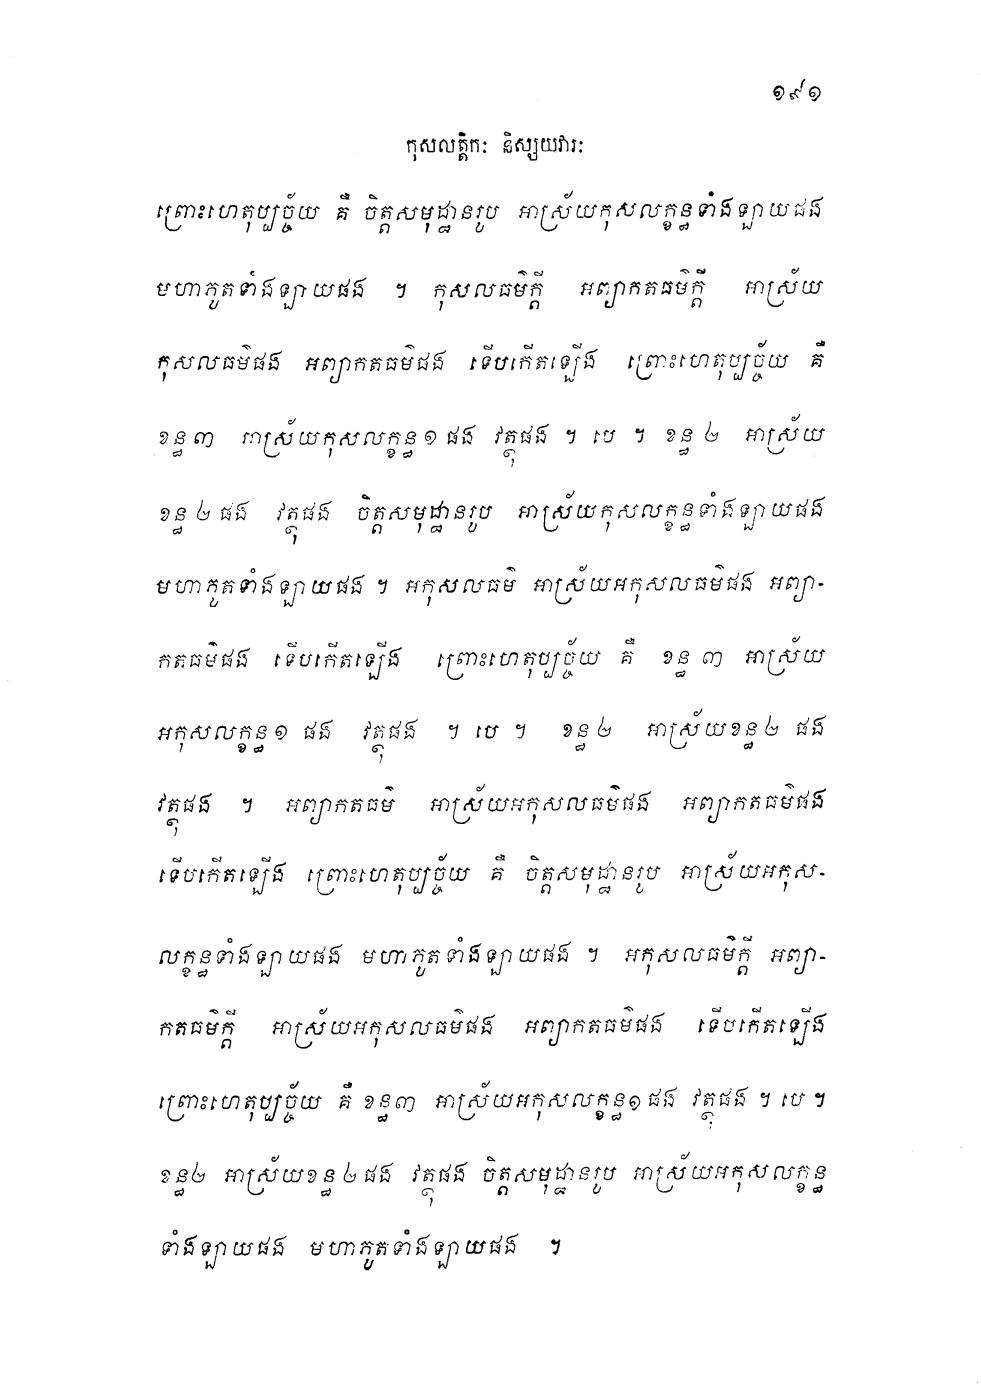 ១៩១
កុសលត្តិកៈ និស្សយវារៈ
ព្រោះហេតុប្បច្ច័យ គឺ ចិត្តសមុដ្ឋានរូប អាស្រ័យកុសលក្ខន្ធទាំងឡាយផង
មហាភូតទាំងឡាយផង ។ កុសលធម៌ក្តី អព្យាកតធម៌ក្តី អាស្រ័យ
កុសលធម៌ផង អព្យាកតធម៌ផង ទើបកើតឡើង ព្រោះហេតុប្បច្ច័យ គឺ
ខន្ធ ៣ អាស្រ័យកុសលក្ខន្ធ ១ ផង វត្ថុផង ។ បេ ។ ខន្ធ ២ អាស្រ័យ
ខន្ធ ២ ផង វត្ថុផង ចិត្តសមុដ្ឋានរូប អាស្រ័យកុសលក្ខន្ធទាំងឡាយផង
មហាភូតទាំងឡាយផង ។ អកុសលធម៌ អាស្រ័យអកុសលធម៌ផង អព្យា-
កតធម៌ផង ទើបកើតឡើង ព្រោះហេតុប្បច្ច័យ គឺ ខន្ធ ៣ អាស្រ័យ
អកុសលក្ខន្ធ១ ផង វត្ថុផង ។ បេ ។ ខន្ធ ២ អាស្រ័យខន្ធ ២ ផង
វត្ថុផង ។ អព្យាកតធម៌ អាស្រ័យអកុសលធម៌ផង អព្យាកតធម៌ផង
ទើបកើតឡើង ព្រោះហេតុប្បច្ច័យ គឺ ចិត្តសមុដ្ឋានរូប អាស្រ័យអកុស-
លក្ខន្ធទាំងឡាយផង មហាភូតទាំងឡាយផង ។ អកុសលធម៌ក្តី អព្យា-
កតធម៌ក្តី អាស្រ័យអកុសលធម៌ផង អព្យាកតធម៌ផង ទើបកើតឡើង
ព្រោះហេតុប្បច្ច័យ គឺ ខន្ធ៣ អាស្រ័យអកុសលក្ខន្ធ១ ផង វត្ថុផង ។ បេ ។
ខន្ធ២ អាស្រ័យខន្ធ ២ ផង វត្ថុផង ចិត្តសមុដ្ឋានរូប អាស្រ័យអកុសលក្ខន្ធ
ទាំងឡាយផង មហាភូតទាំងឡាយផង ។